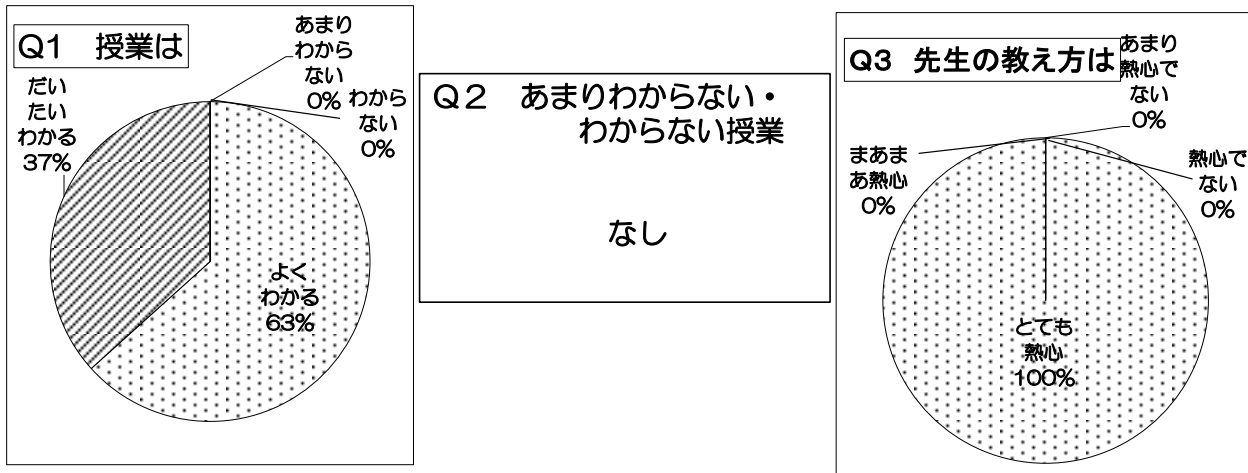 Q1 授業は
あまり
わから
ない
0%
わから
ない
0%
だい
たい
わかる
37%
よく
わかる
63%
Q2 あまりわからない・
わからない授業
なし
Q3 先生の教え方は
あまり
熱心で
ない
0%
まあま
あ熱心
0%
熱心で
ない
0%
とても
熱心
100%